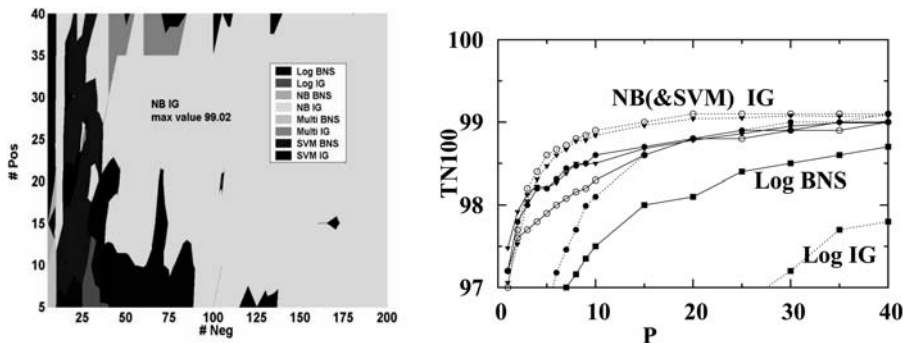 40
35
30
25
20
15
10
5
# Pos
NB IG
max value 99.02
Log BNS
Log IG
NB BNS
NB IG
Multi BNS
Multi IG
SVM BNS
SVM IG
25 50 75 100 125 150 175 200
# Neg
100
99
98
97
TN100
NB(&SVM) IG
Log BNS
Log IG
0 10 20 30 40
P